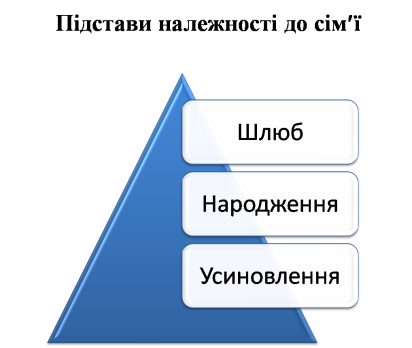 Підстави належності до сім'ї
Шлюб
Народження
Усиновлення